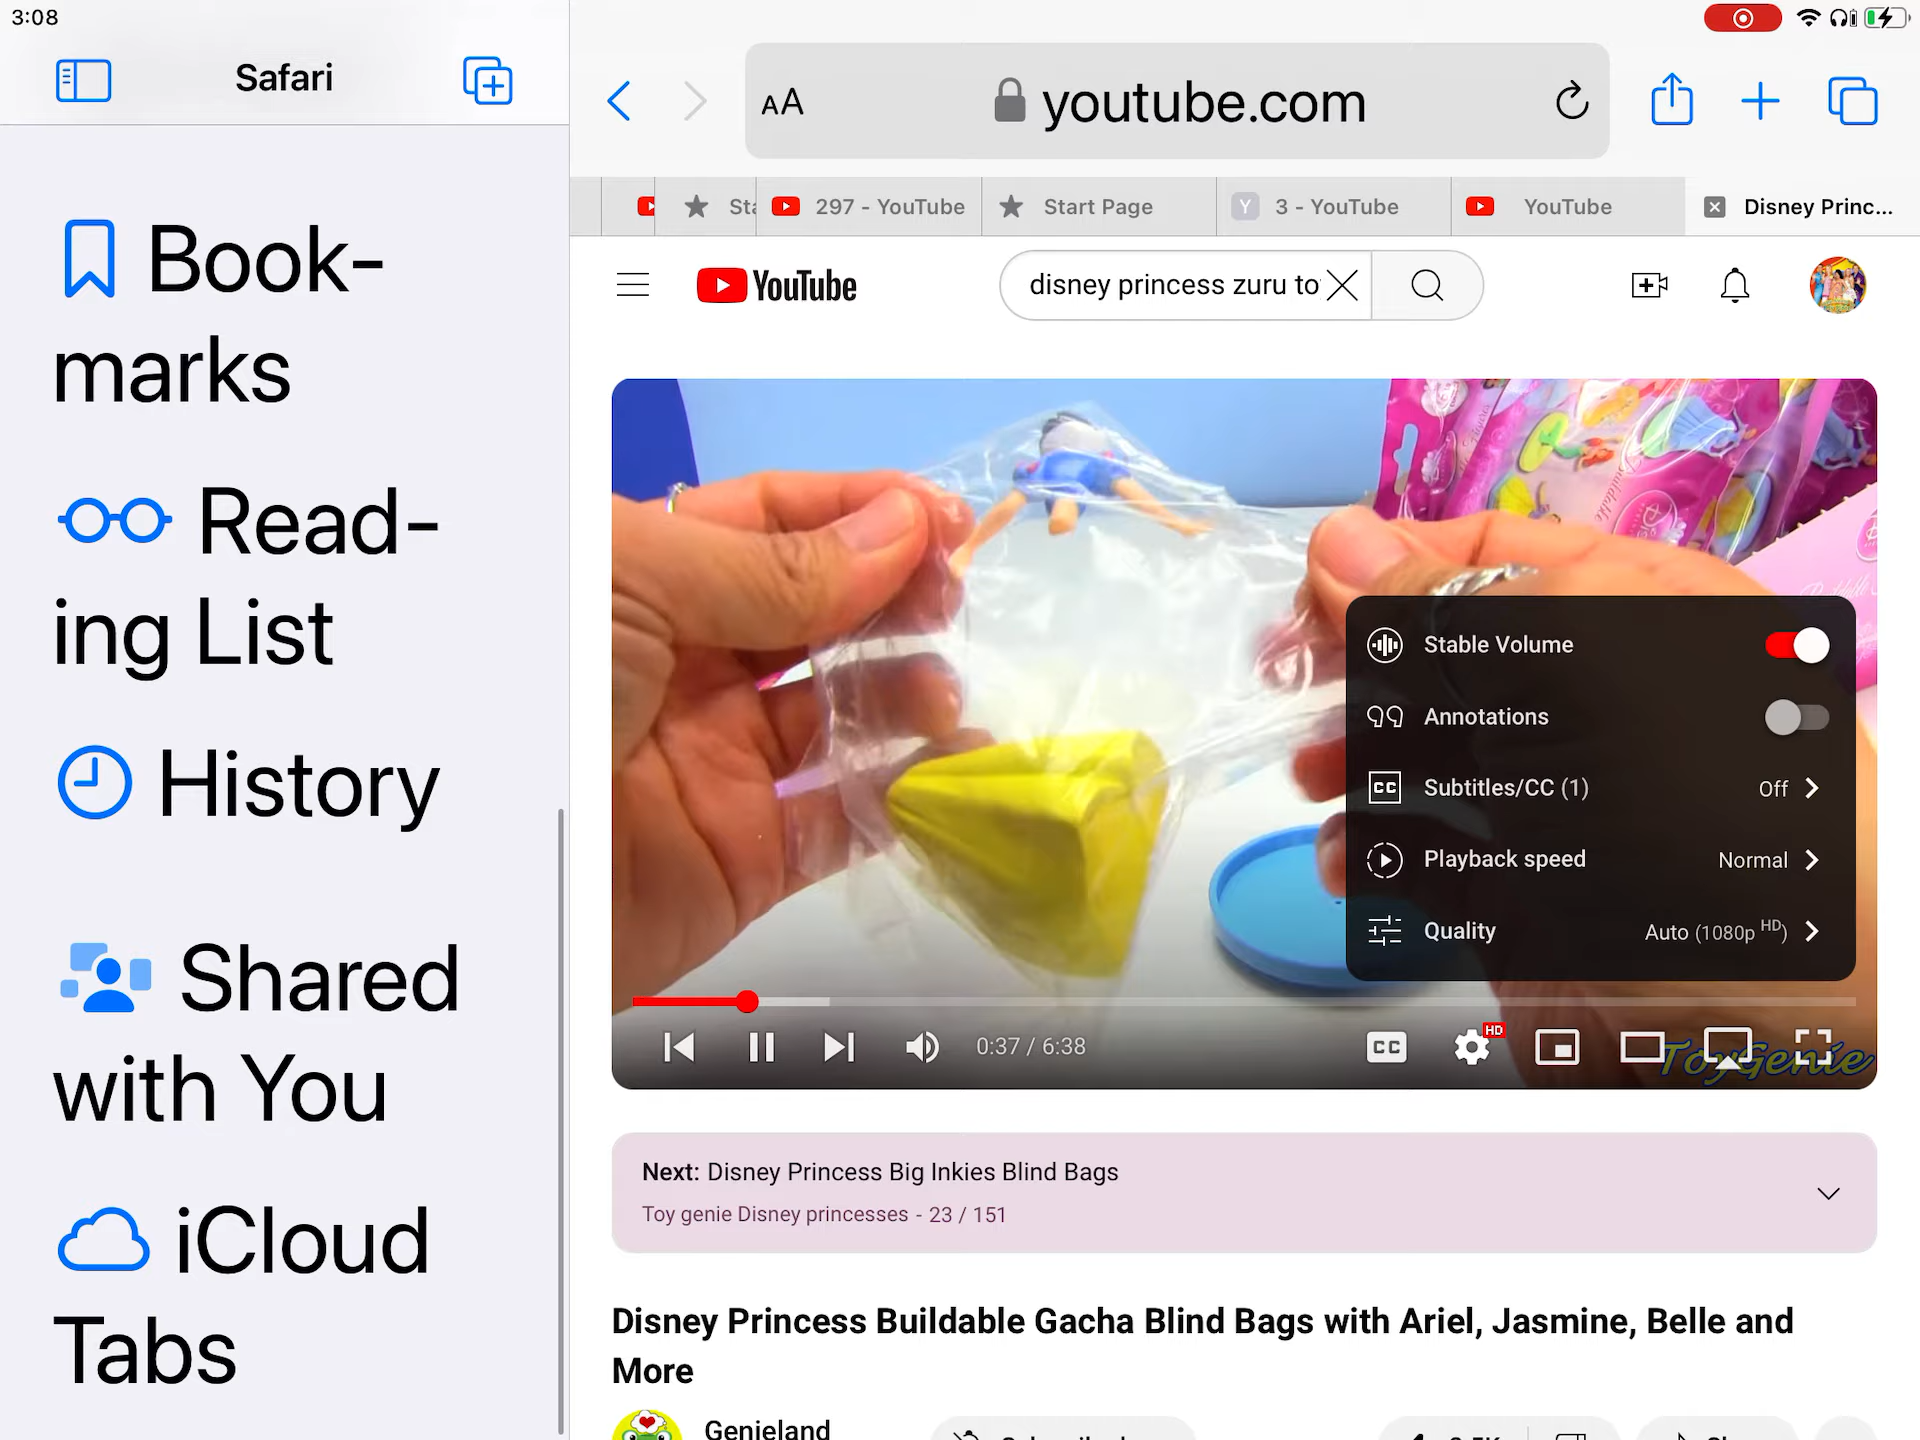 3:08
Safari
Book-
marks
Read-
ing List
History
Shared
with You
iCloud
Tabs
AA
youtube.com
Sta
297 - YouTube
Start Page
Y
3 - YouTube
YouTube
Disney Princ...
YouTube
disney princess zuru to
Stable Volume
Annotations
Subtitles/CC (1)
Off
Playback speed
Normal
Quality
Auto (1080p HD)
0:37 / 6:38
CC
HD
ToyGenie
Next: Disney Princess Big Inkies Blind Bags
Toy genie Disney princesses - 23 / 151
Disney Princess Buildable Gacha Blind Bags with Ariel, Jasmine, Belle and
More
Genieland